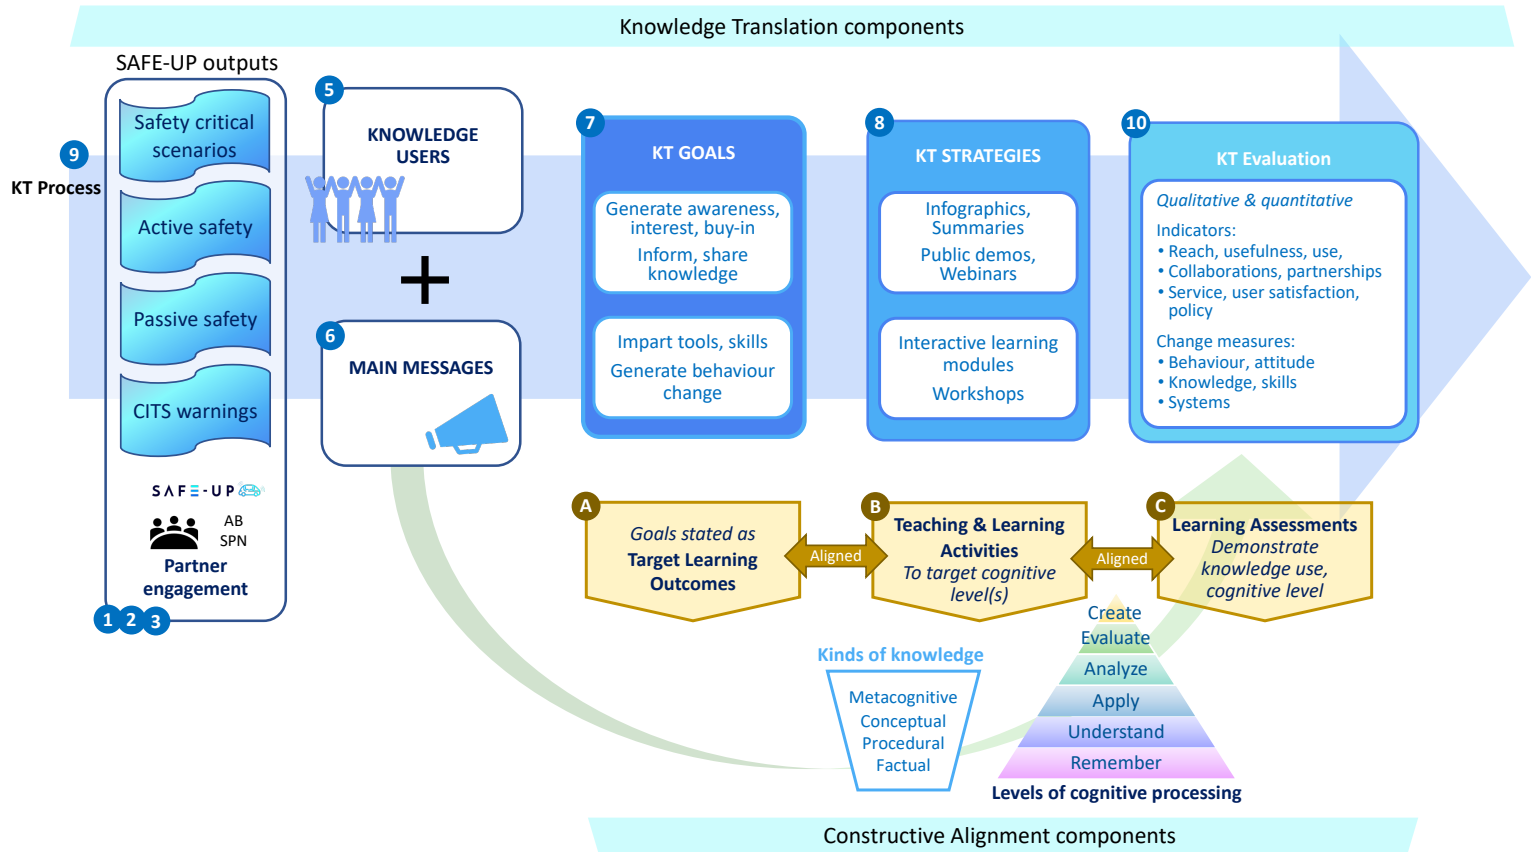 Knowledge Translation components
SAFE-UP outputs
Safety critical
scenarios
Active safety
Passive safety
CITS warnings
SAFE-UP
AB
SPN
Partner
engagement
1 2 3
9
KT Process
5
KNOWLEDGE
USERS
+
6
MAIN MESSAGES
7
KT GOALS
Generate awareness,
interest, buy-in
Inform, share
knowledge
Impart tools, skills
Generate behaviour
change
8
KT STRATEGIES
Infographics,
Summaries
Public demos,
Webinars
Interactive learning
modules
Workshops
10
KT Evaluation
Qualitative & quantitative
Indicators:
• Reach, usefulness, use,
• Collaborations, partnerships
• Service, user satisfaction,
policy
Change measures:
• Behaviour, attitude
• Knowledge, skills
• Systems
A
Goals stated as
Target Learning
Outcomes
Aligned
B
Teaching & Learning
Activities
To target cognitive
level(s)
Aligned
C
Learning Assessments
Demonstrate
knowledge use,
cognitive level
Kinds of knowledge
Metacognitive
Conceptual
Procedural
Factual
Create
Evaluate
Analyze
Apply
Understand
Remember
Levels of cognitive processing
Constructive Alignment components